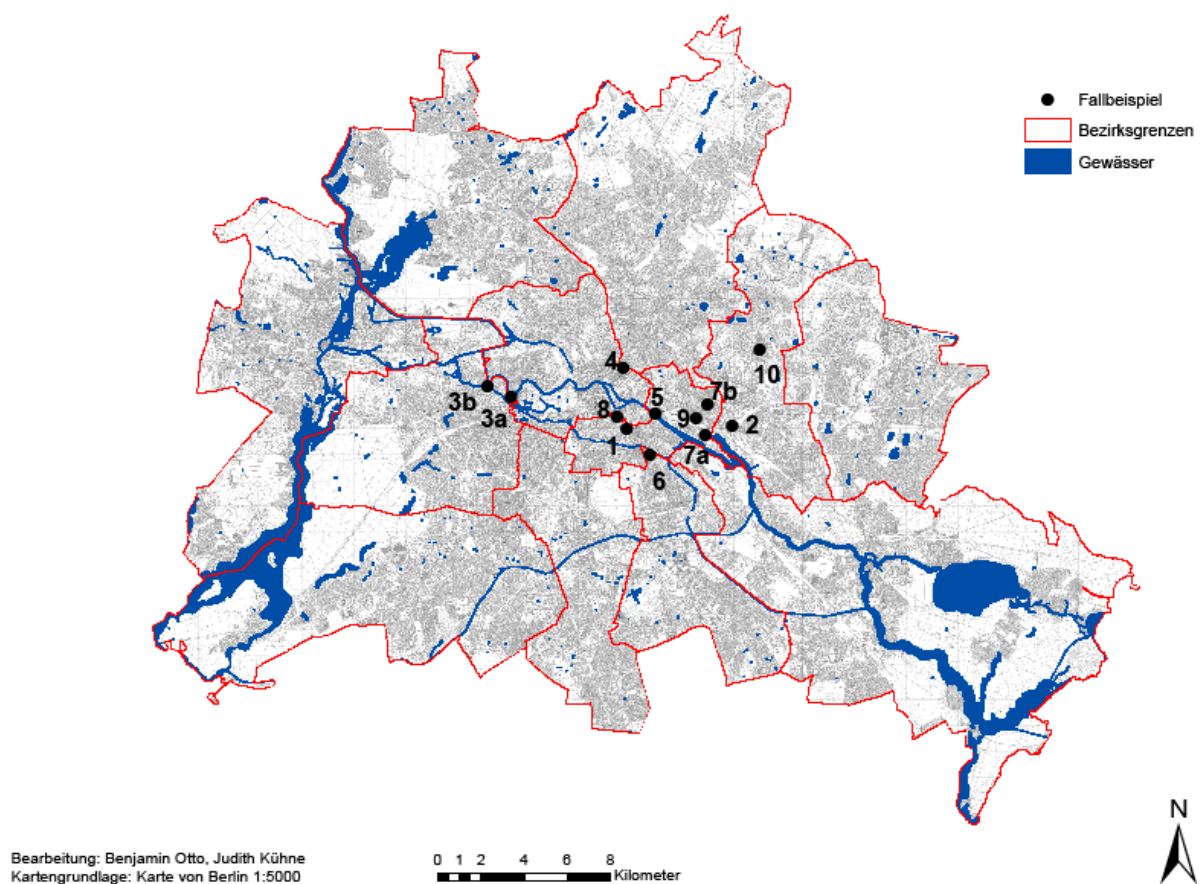 Fallbeispiel
Bezirksgrenzen
Gewässer
4
10
3b
3a
8
5
7b
9
2
1
7a
6
N
Bearbeitung: Benjamin Otto, Judith Kühne
Kartengrundlage: Karte von Berlin 1:5000
0 1 2 4 6 8
Kilometer